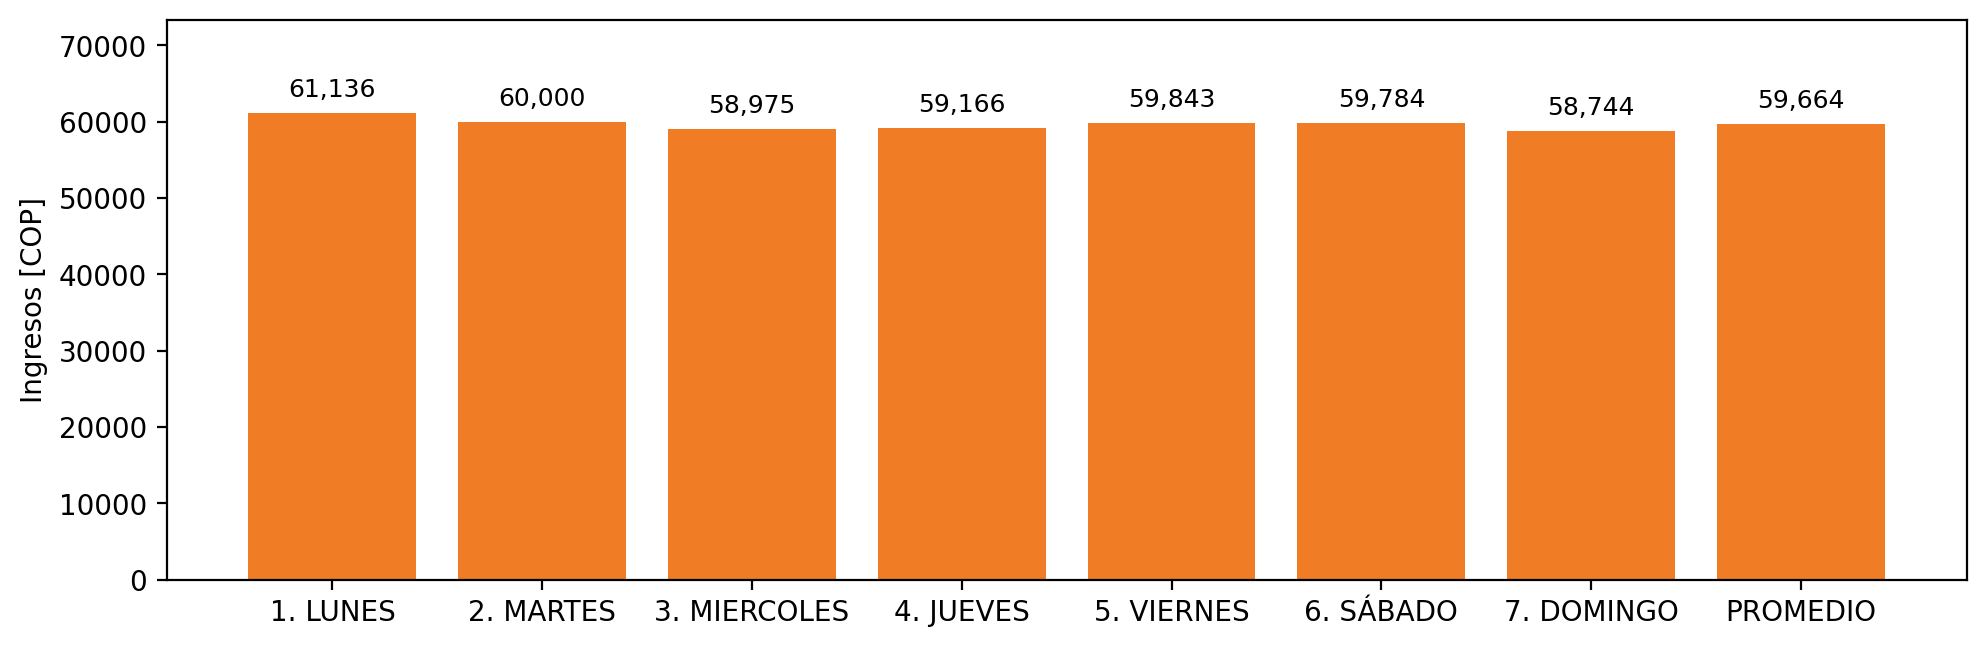 70000
60000
50000
40000
30000
20000
10000
0
Ingresos [COP]
61,136
60,000
58,975
59,166
59,843
59,784
58,744
59,664
1. LUNES
2. MARTES
3. MIERCOLES
4. JUEVES
5. VIERNES
6. SÁBADO
7. DOMINGO
PROMEDIO